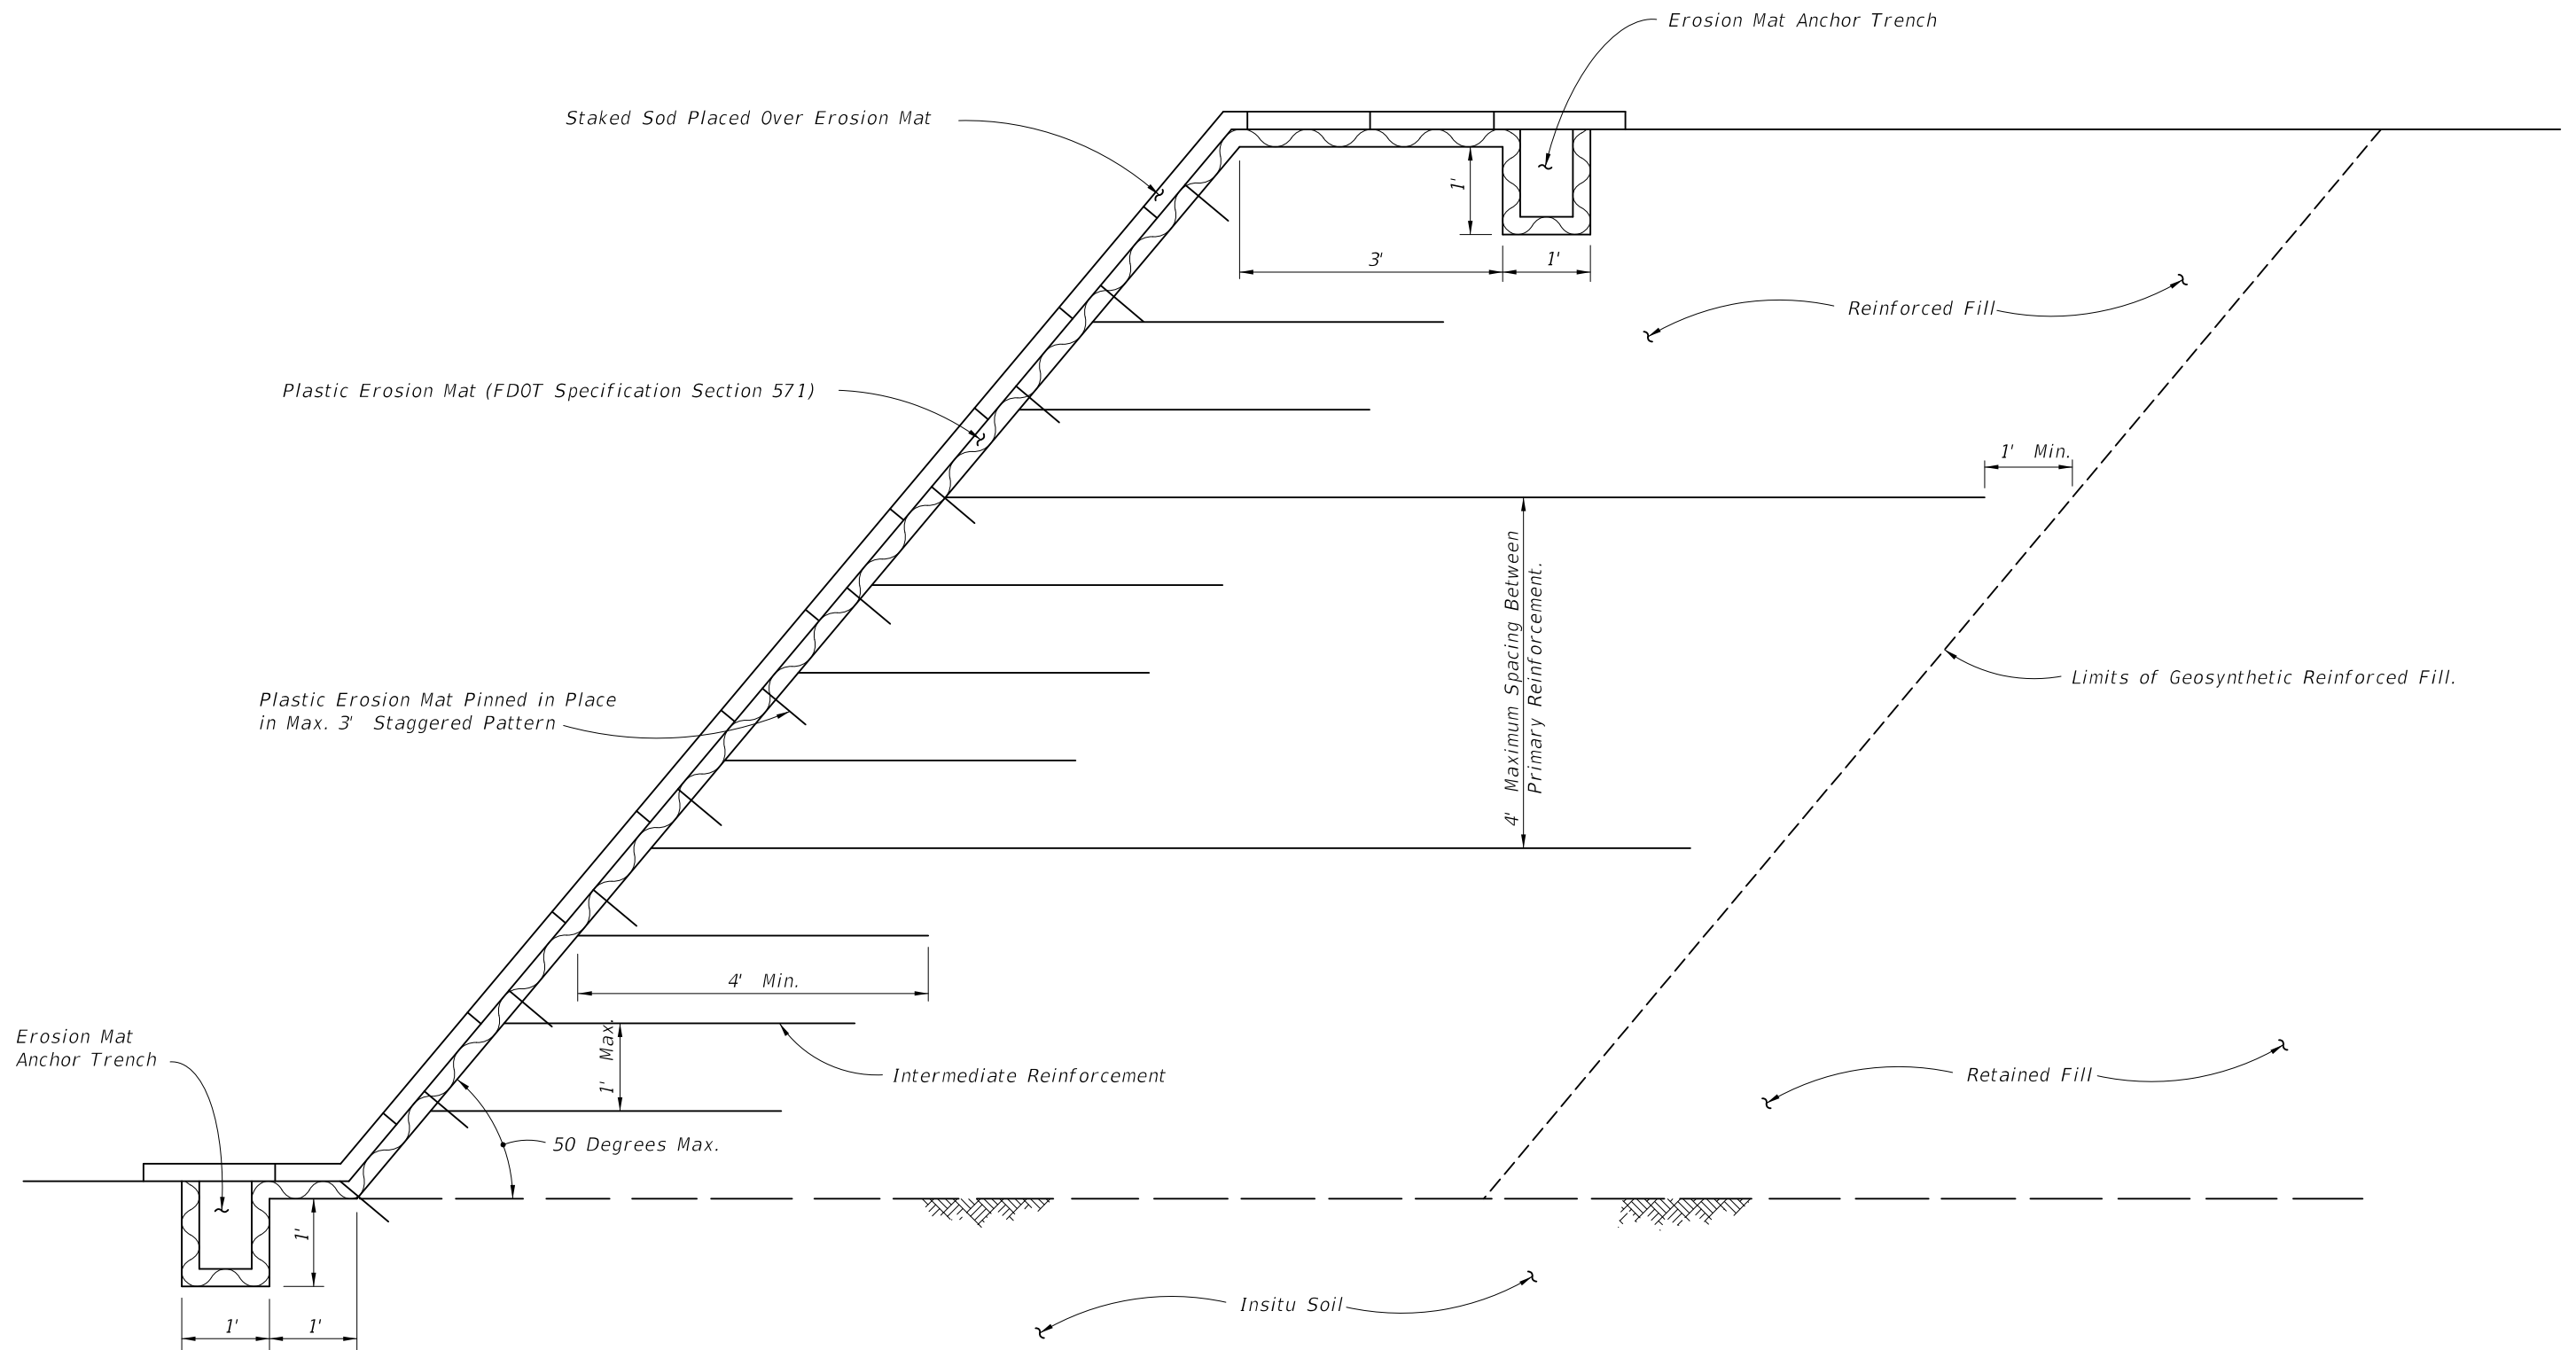 Erosion Mat Anchor Trench
Staked Sod Placed Over Erosion Mat
1'
3'
1'
Reinforced Fill
Plastic Erosion Mat (FDOT Specification Section 571)
1' Min.
4' Maximum Spacing Between
Primary Reinforcement.
Limits of Geosynthetic Reinforced Fill.
Plastic Erosion Mat Pinned in Place
in Max. 3' Staggered Pattern
4' Min.
Erosion Mat
Anchor Trench
1' Max.
Intermediate Reinforcement
Retained Fill
50 Degrees Max.
1'
Insitu Soil
1'
1'